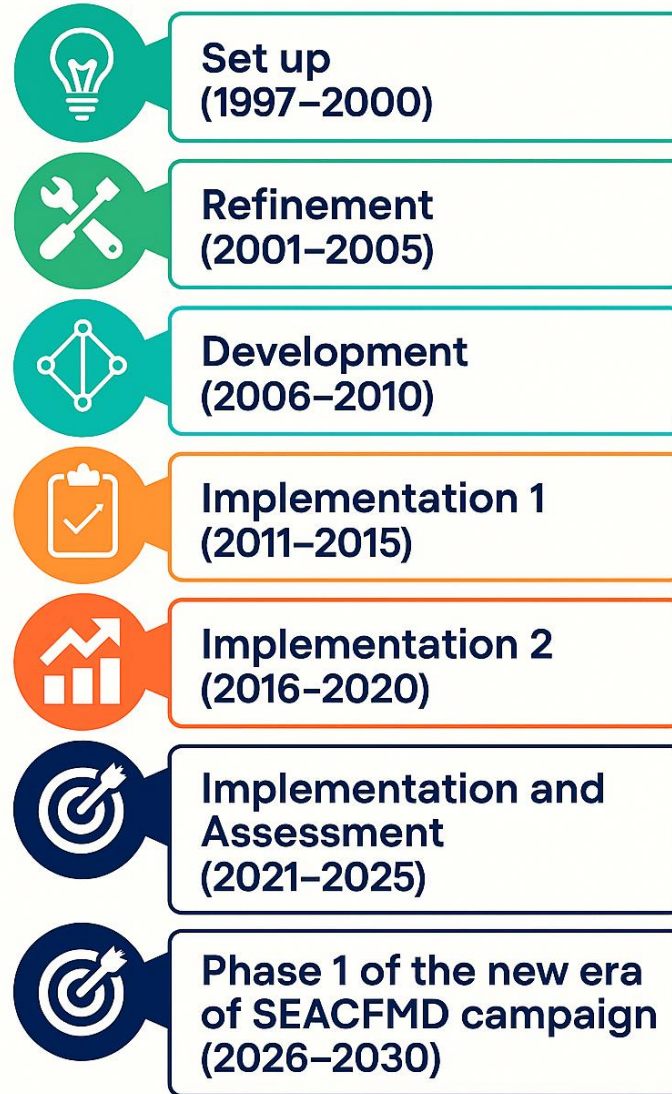 Set up
(1997–2000)
Refinement
(2001–2005)
Development
(2006–2010)
Implementation 1
(2011–2015)
Implementation 2
(2016–2020)
Implementation and
Assessment
(2021–2025)
Phase 1 of the new era
of SEACFMD campaign
(2026–2030)